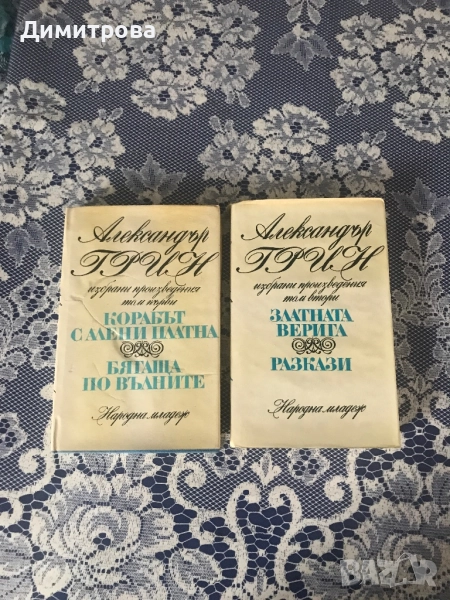 Димитрова
Александър
ГРИН
избрани произведения
том първи
КОРАБЪТ
С АЛЕНИ ПЛАТНА
БЯГАЩА
ПО ВЪЛНИТЕ
Народна младеж
Александър
ГРИН
избрани произведения
том втори
ЗЛАТНАТА
ВЕРИГА
РАЗКАЗИ
Народна младеж
BAZAR